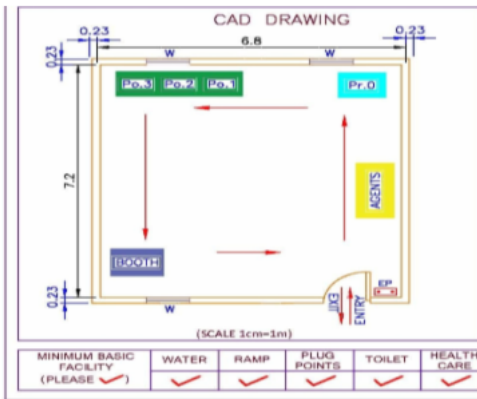 CAD DRAWING
0.23 6.8 0.23
0.23
W W
Po.3 Po.2 Po.1 Pr.O
7.2
AGENTS
BOOTH
EP
0.23
W
EXIT
ENTRY
(SCALE 1cm=1m)
MINIMUM BASIC FACILITY (PLEASE ✓)
WATER
RAMP
PLUG POINTS
TOILET
HEALTH CARE